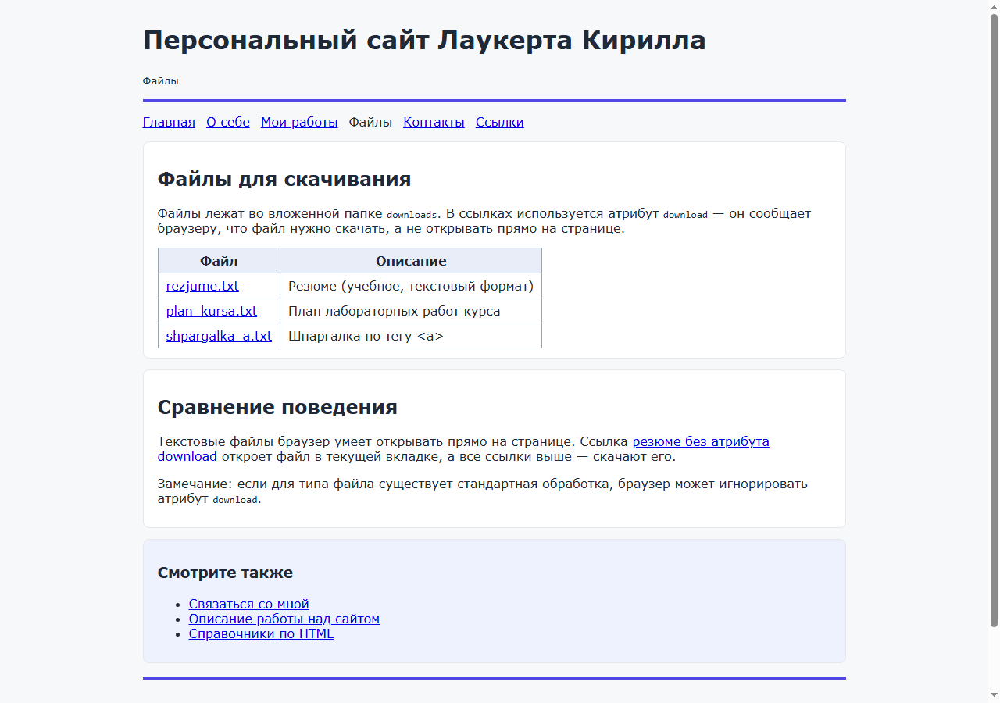 Персональный сайт Лаукерта Кирилла
Файлы
Главная О себе Мои работы Файлы Контакты Ссылки
Файлы для скачивания
Файлы лежат во вложенной папке downloads. В ссылках используется атрибут download — он сообщает
браузеру, что файл нужно скачать, а не открывать прямо на странице.
Файл Описание
rezjume.txt Резюме (учебное, текстовый формат)
plan_kursa.txt План лабораторных работ курса
shpargalka_a.txt Шпаргалка по тегу <a>
Сравнение поведения
Текстовые файлы браузер умеет открывать прямо на странице. Ссылка резюме без атрибута
download откроет файл в текущей вкладке, а все ссылки выше — скачают его.
Замечание: если для типа файла существует стандартная обработка, браузер может игнорировать
атрибут download.
Смотрите также
Связаться со мной
Описание работы над сайтом
Справочники по HTML